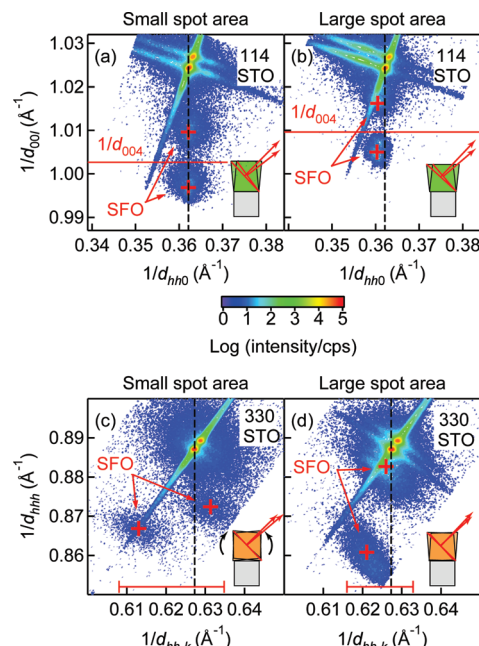 Small spot area Large spot area
(a) 114 STO
(b) 114 STO
1/d00l (Å-1)
1.03
1.02
1.01
1.00
0.99
1/d004
1/d004
SFO
SFO
0.34 0.35 0.36 0.37 0.38
0.35 0.36 0.37 0.38
1/dhh0 (Å-1) 1/dhh0 (Å-1)
0 1 2 3 4 5
Log (intensity/cps)
Small spot area Large spot area
(c) 330 STO
(d) 330 STO
1/dhhh (Å-1)
0.89
0.88
0.87
0.86
SFO
SFO
0.61 0.62 0.63 0.64
0.61 0.62 0.63 0.64